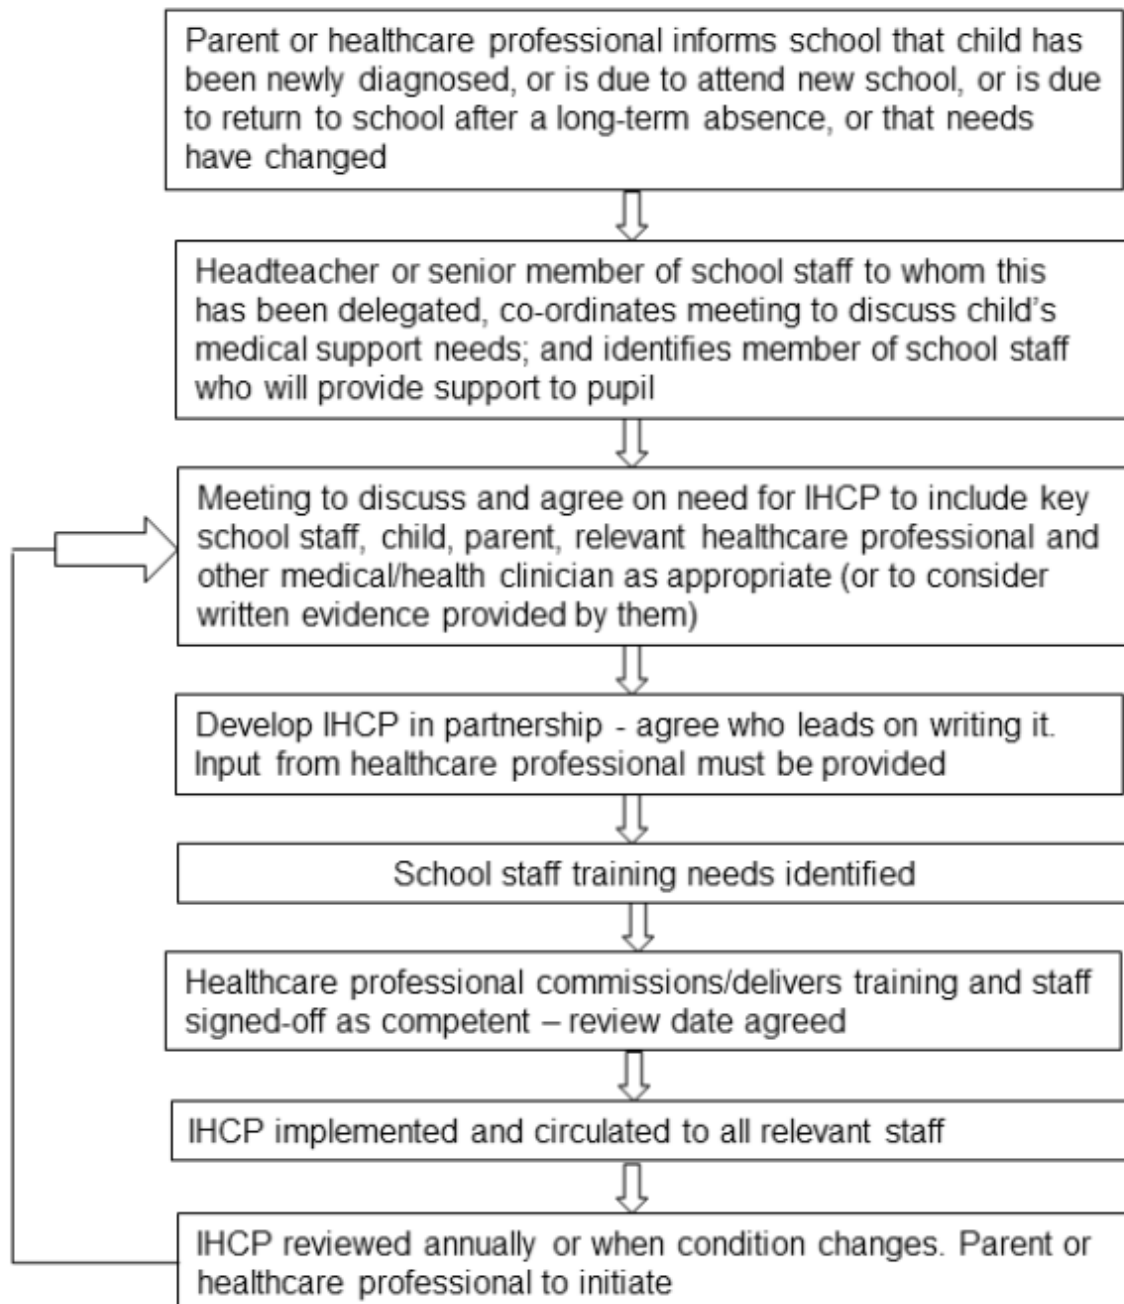 Parent or healthcare professional informs school that child has
been newly diagnosed, or is due to attend new school, or is due
to return to school after a long-term absence, or that needs
have changed
Headteacher or senior member of school staff to whom this
has been delegated, co-ordinates meeting to discuss child's
medical support needs; and identifies member of school staff
who will provide support to pupil
Meeting to discuss and agree on need for IHCP to include key
school staff, child, parent, relevant healthcare professional and
other medical/health clinician as appropriate (or to consider
written evidence provided by them)
Develop IHCP in partnership - agree who leads on writing it.
Input from healthcare professional must be provided
School staff training needs identified
Healthcare professional commissions/delivers training and staff
signed-off as competent – review date agreed
IHCP implemented and circulated to all relevant staff
IHCP reviewed annually or when condition changes. Parent or
healthcare professional to initiate